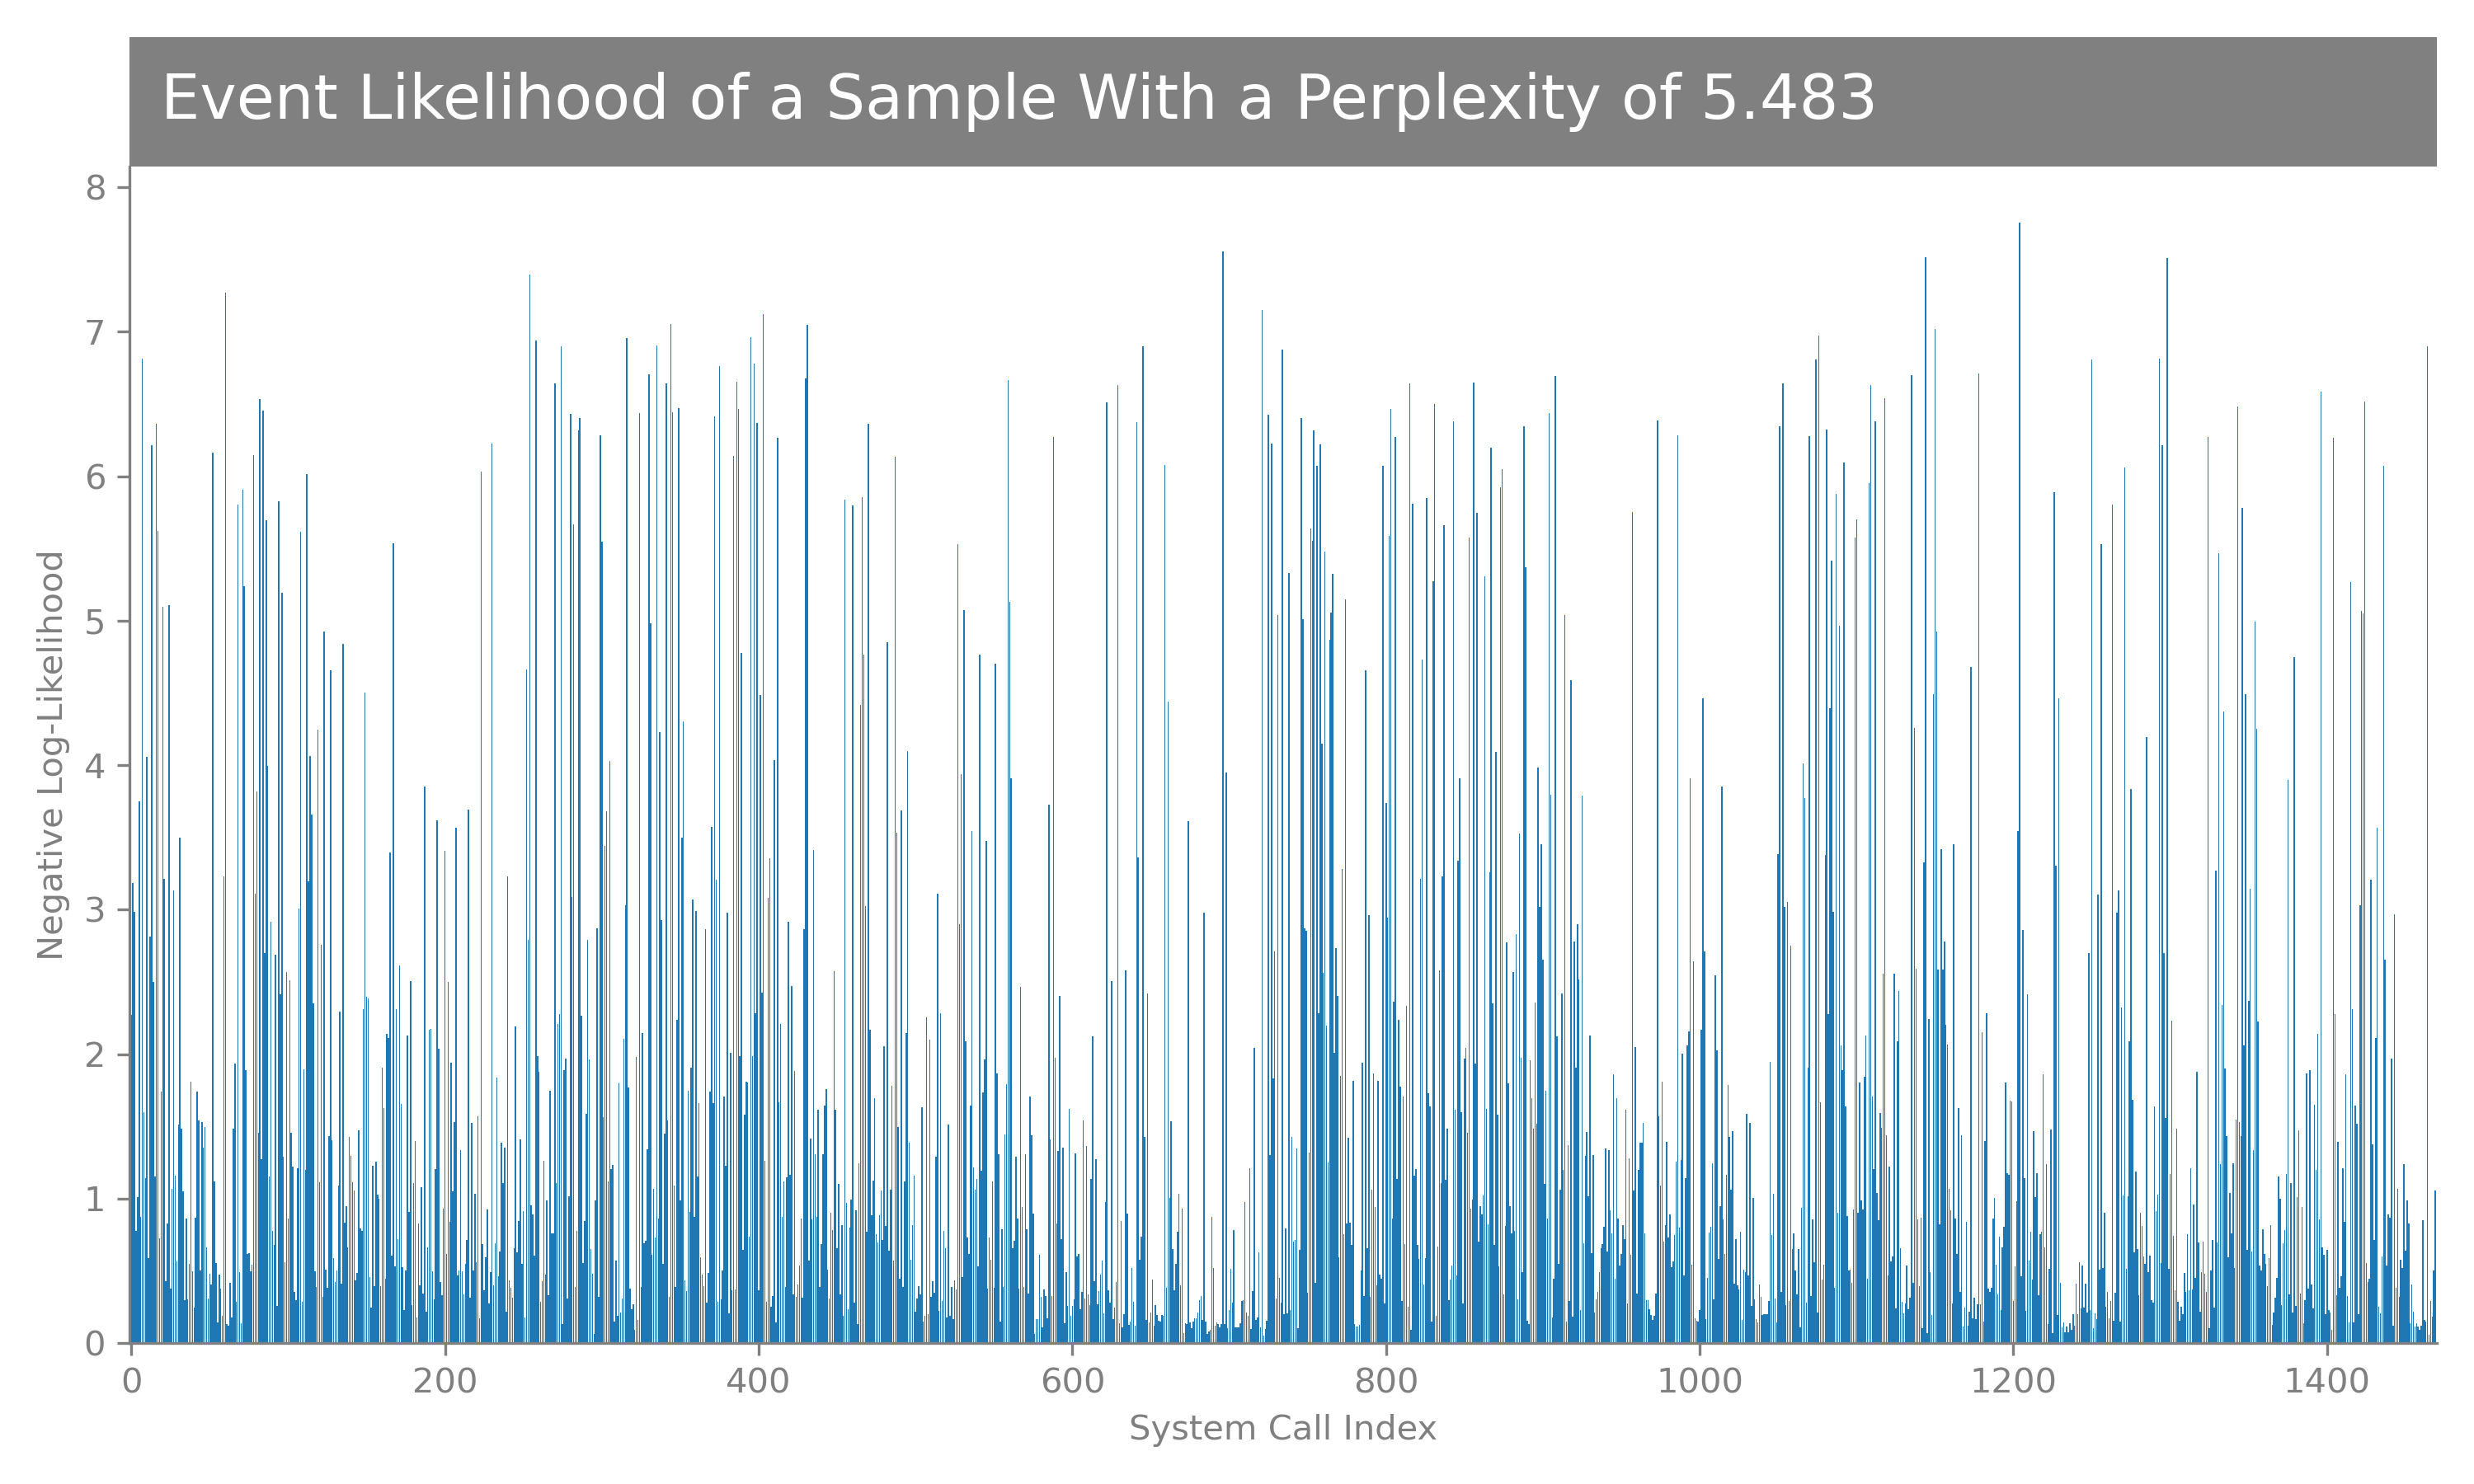 Event Likelihood of a Sample With a Perplexity of 5.483
8
7
6
5
4
3
2
1
0
Negative Log-Likelihood
0 200 400 600 800 1000 1200 1400
System Call Index